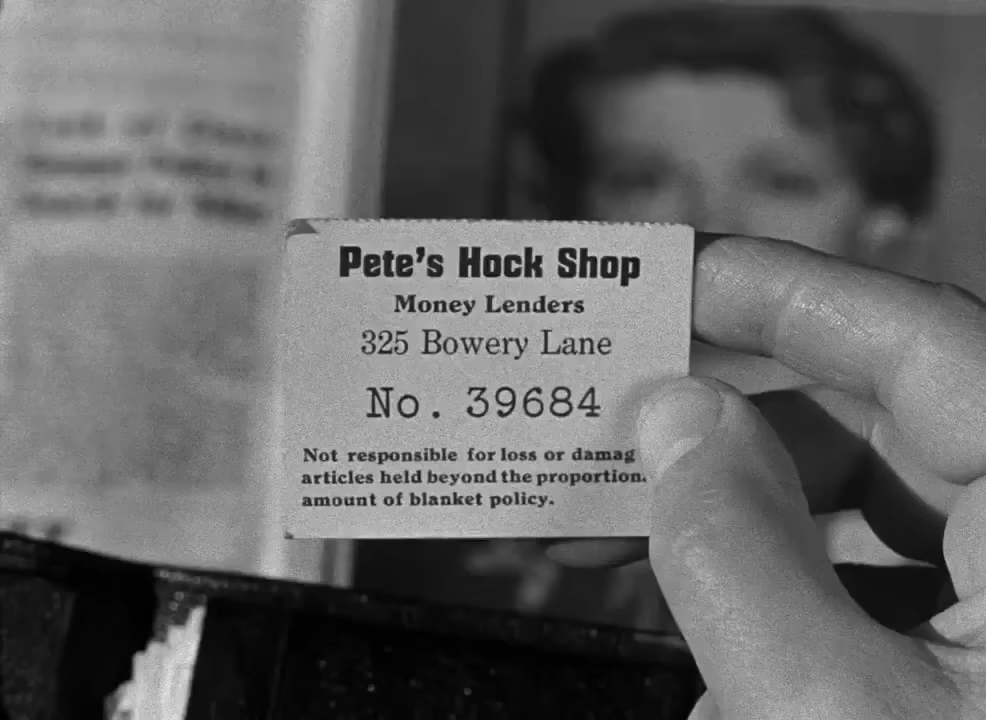 Pete's Hock Shop
Money Lenders
325 Bowery Lane
No. 39684
Not responsible for loss or damag
articles held beyond the proportion
amount of blanket policy.